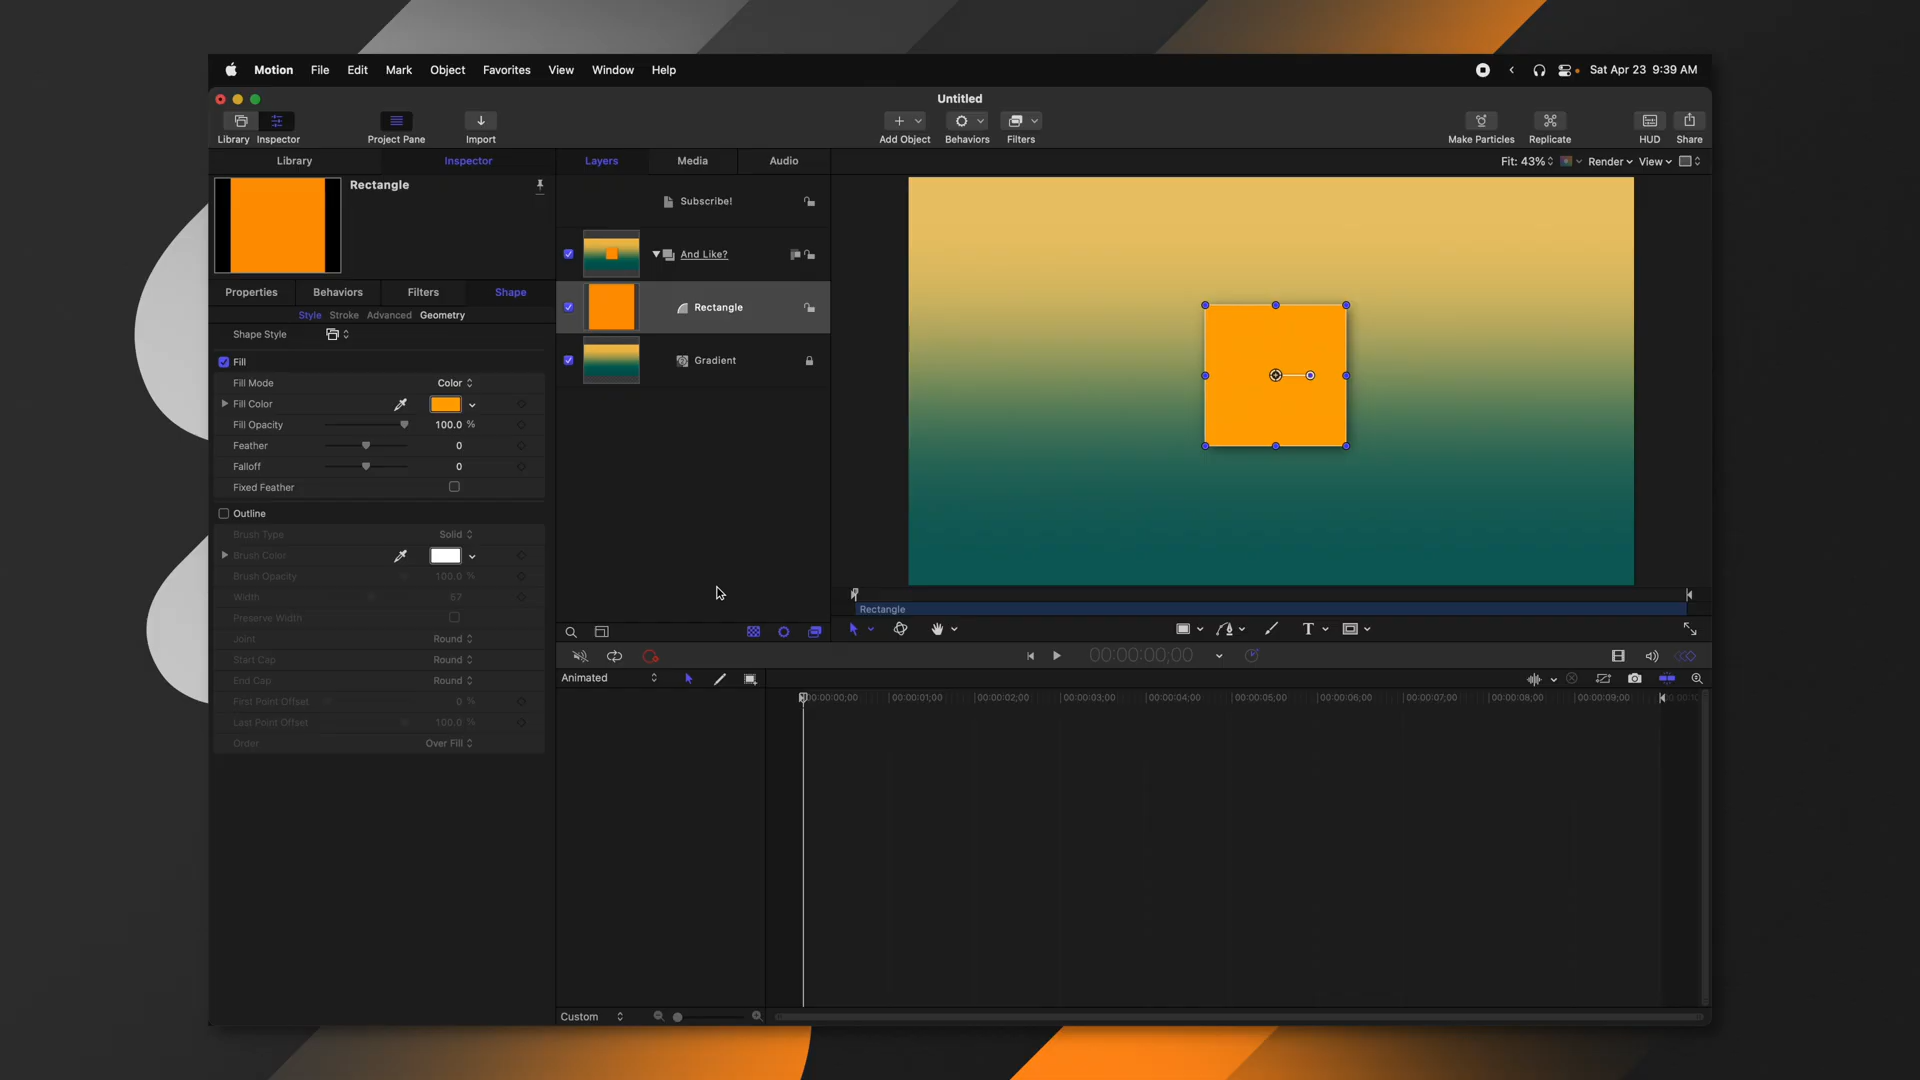 Motion File Edit Mark Object Favorites View Window Help
Sat Apr 23 9:39 AM
Untitled
Library Inspector Project Pane Import Add Object Behaviors Filters Make Particles Replicate HUD Share
Library Inspector
Layers Media Audio
Fit: 43% Render View
Rectangle
Subscribe!
And Like?
Rectangle
Gradient
Properties Behaviors Filters Shape
Style Stroke Advanced Geometry
Shape Style
Fill
Fill Mode Color
Fill Color
Fill Opacity 100.0 %
Feather 0
Falloff 0
Fixed Feather
Outline
Brush Type Solid
Brush Color
Brush Opacity 100.0 %
Width 57
Preserve Width
Joint Round
Start Cap Round
End Cap Round
First Point Offset 0 %
Last Point Offset 100.0 %
Order Over Fill
Rectangle
T
00:00:00;00
Animated
00:00:00;00 00:00:01;00 00:00:02;00 00:00:03;00 00:00:04;00 00:00:05;00 00:00:06;00 00:00:07;00 00:00:08;00 00:00:09;00
Custom